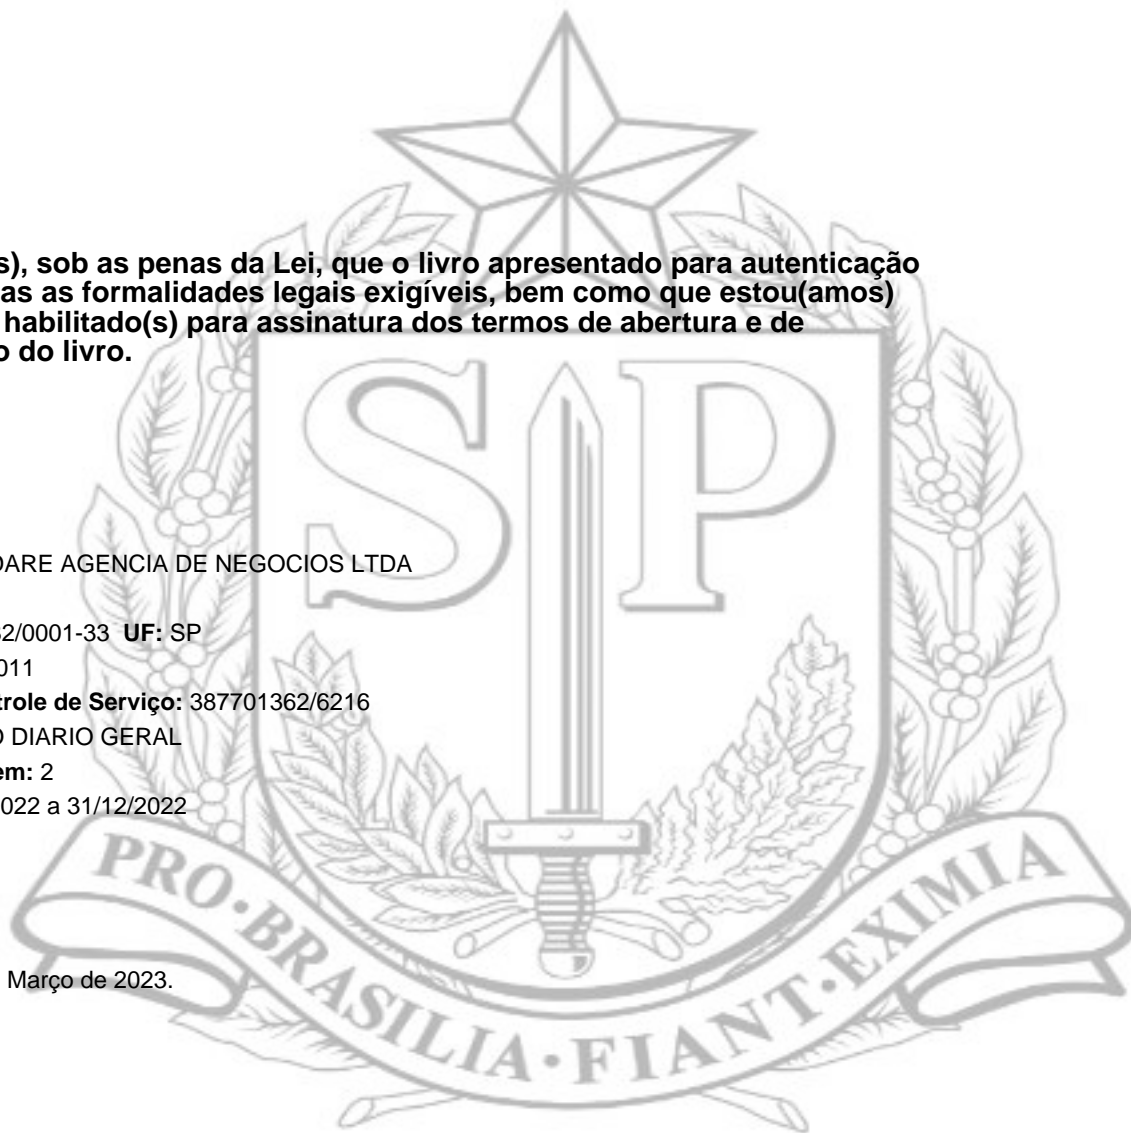 s), sob as penas da Lei, que o livro apresentado para autenticação
as as formalidades legais exigíveis, bem como que estou(amos)
habilitado(s) para assinatura dos termos de abertura e de
o do livro.
DARE AGENCIA DE NEGOCIOS LTDA
32/0001-33 UF: SP
011
trole de Serviço: 387701362/6216
O DIARIO GERAL
em: 2
022 a 31/12/2022
Março de 2023.
SP
PRO·BRASILIA·FIANT·EXIMIA